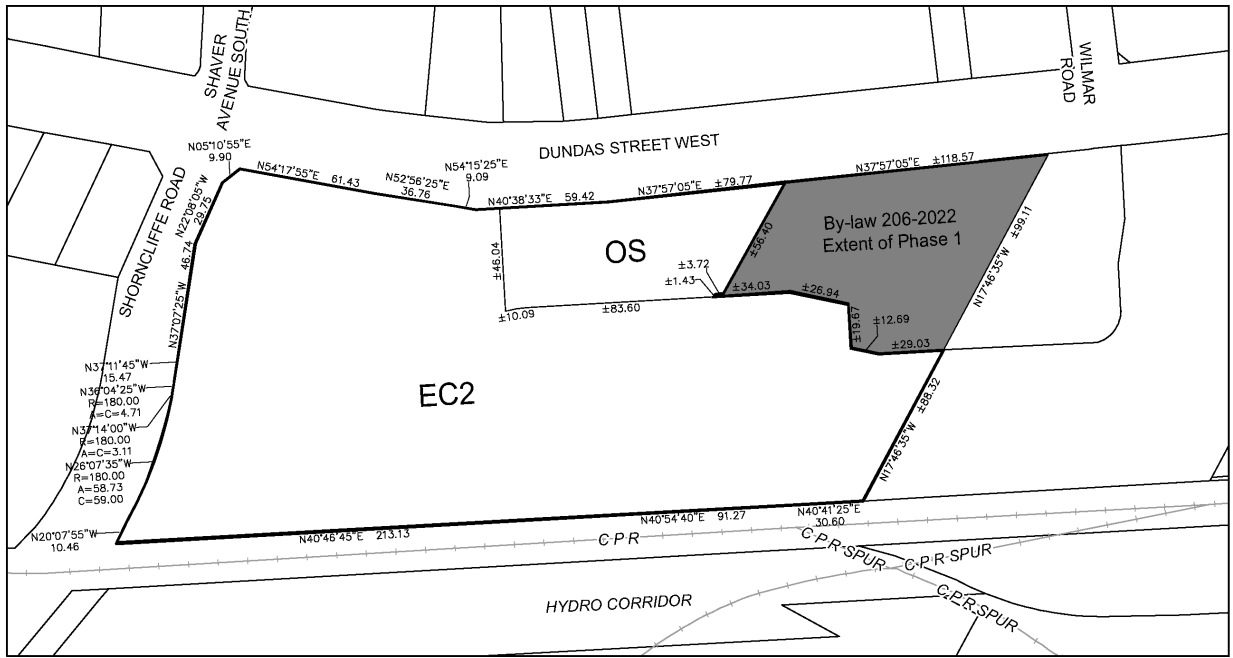 SHAVER
AVENUE SOUTH
WILMAR
ROAD
DUNDAS STREET WEST
N05°10'55"E
9.90
N54°17'55"E 61.43
N52°56'25"E
36.76
N54°15'25"E
9.09
N40°38'33"E 59.42
N37°57'05"E ±79.77
N37°57'05"E ±118.57
SHORNCLIFFE ROAD
N22°08'05"W
29.75
N37°07'25"W 46.74
N37°11'45"W
15.47
N36°04'25"W
R=180.00
A=C=4.71
N37°14'00"W
R=180.00
A=C=3.11
N26°07'35"W
R=180.00
A=58.73
C=59.00
N20°07'55"W
10.46
±46.04
OS
±10.09
±83.60
±1.43
±3.72
±56.40
By-law 206-2022
Extent of Phase 1
±34.03
±26.94
±19.67
±12.69
±29.03
N17°46'35"W ±99.11
EC2
N17°46'35"W ±88.32
N40°46'45"E 213.13
N40°54'40"E 91.27
N40°41'25"E
30.60
C P R
C P R SPUR
C P R SPUR
C P R SPUR
HYDRO CORRIDOR